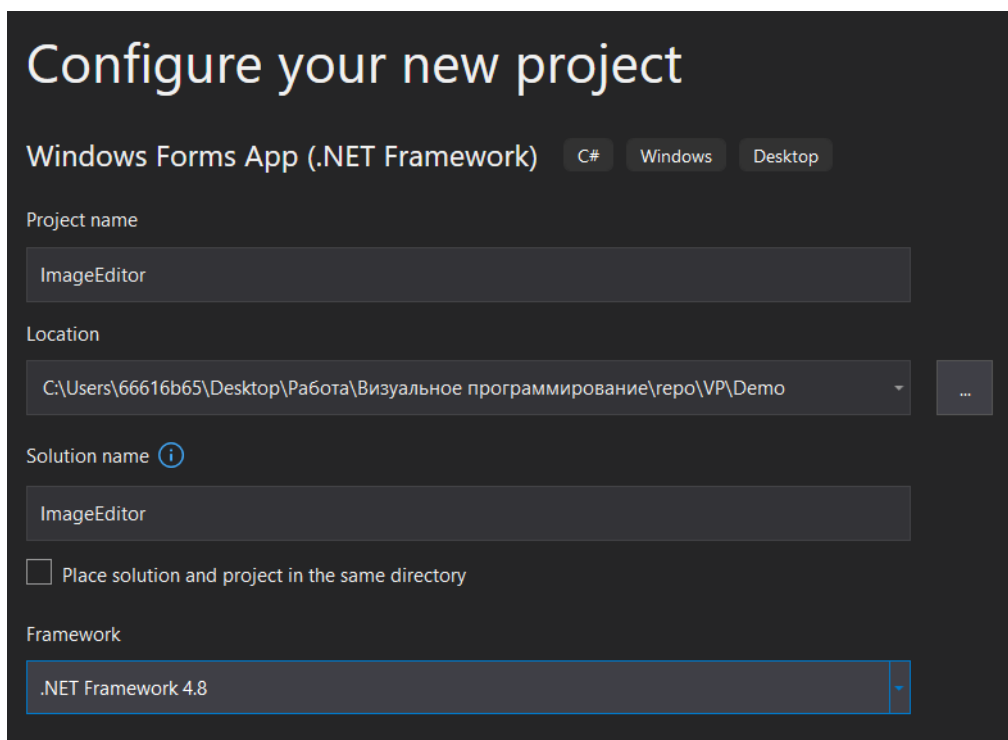 Configure your new project
Windows Forms App (.NET Framework) C# Windows Desktop
Project name
ImageEditor
Location
C:\Users\66616b65\Desktop\Работа\Визуальное программирование\repo\VP\Demo ...
Solution name
ImageEditor
Place solution and project in the same directory
Framework
.NET Framework 4.8